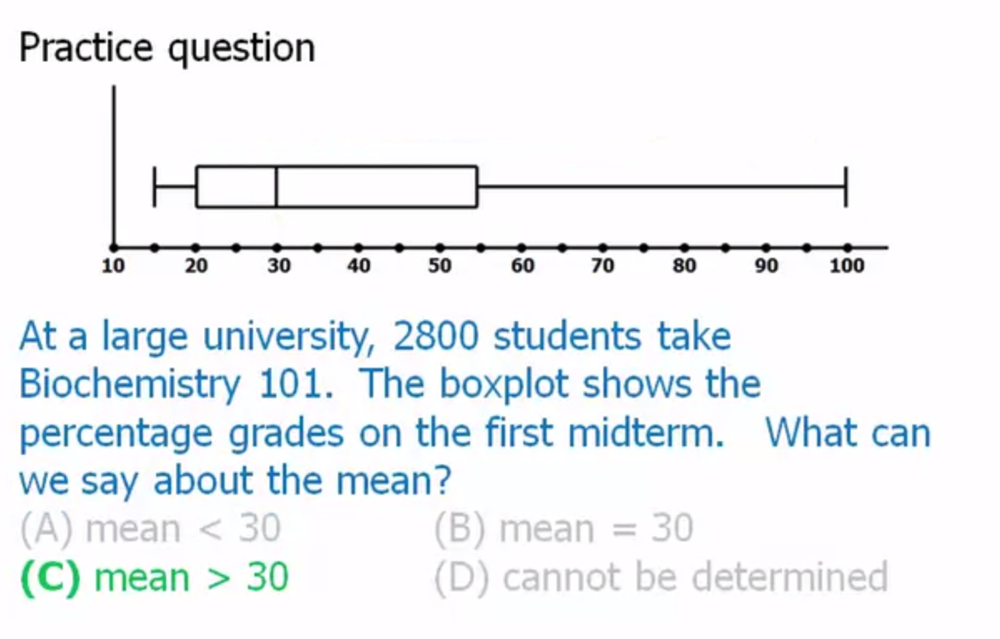 Practice question
10 20 30 40 50 60 70 80 90 100
At a large university, 2800 students take
Biochemistry 101. The boxplot shows the
percentage grades on the first midterm. What can
we say about the mean?
(A) mean < 30 (B) mean = 30
(C) mean > 30 (D) cannot be determined